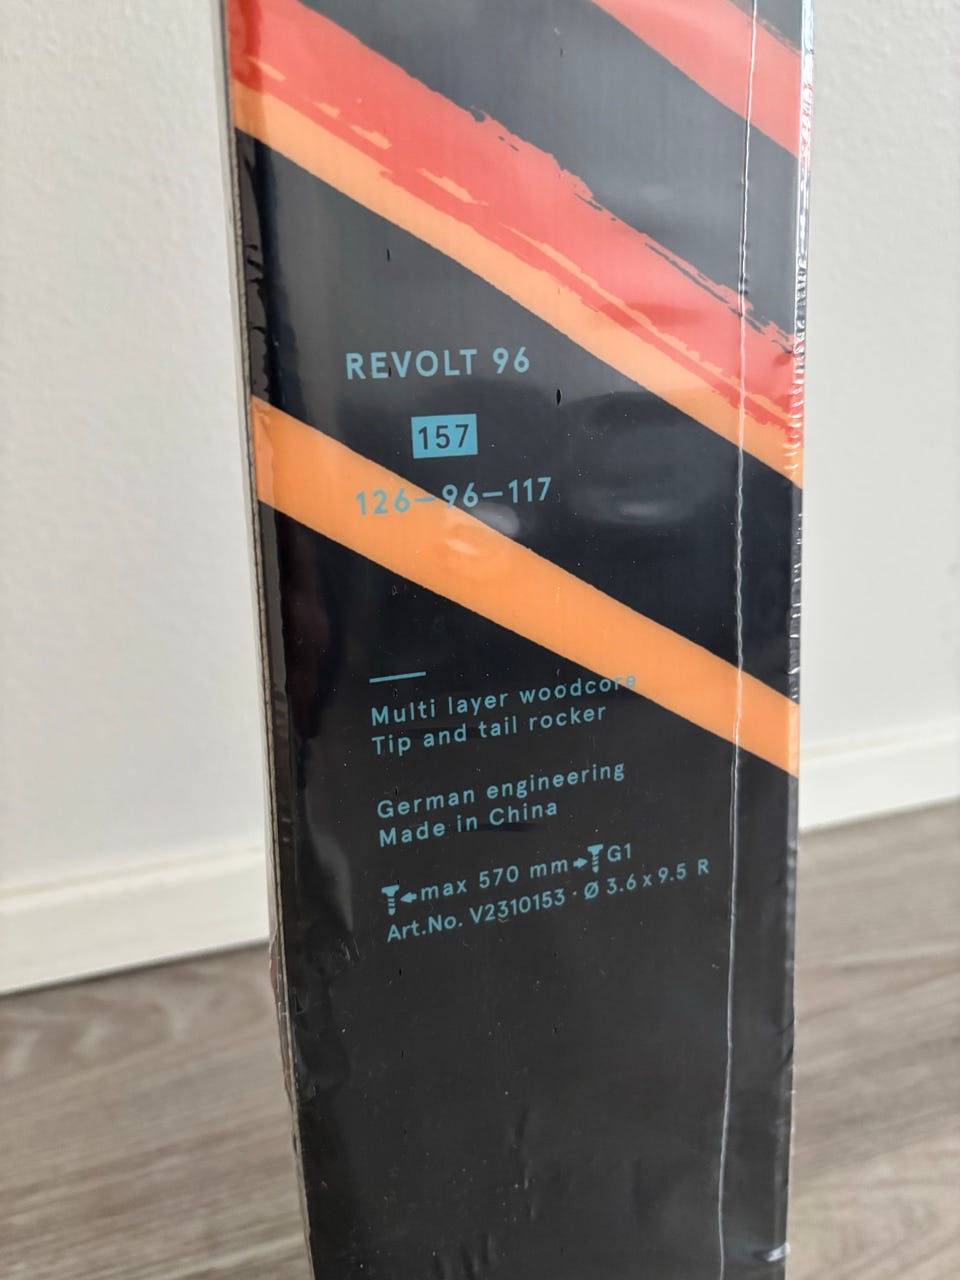 REVOLT 96
157
126–96–117
Multi layer woodcore
Tip and tail rocker
German engineering
Made in China
max 570 mm G1
Art.No. V2310153 · Ø 3.6 x 9.5 R